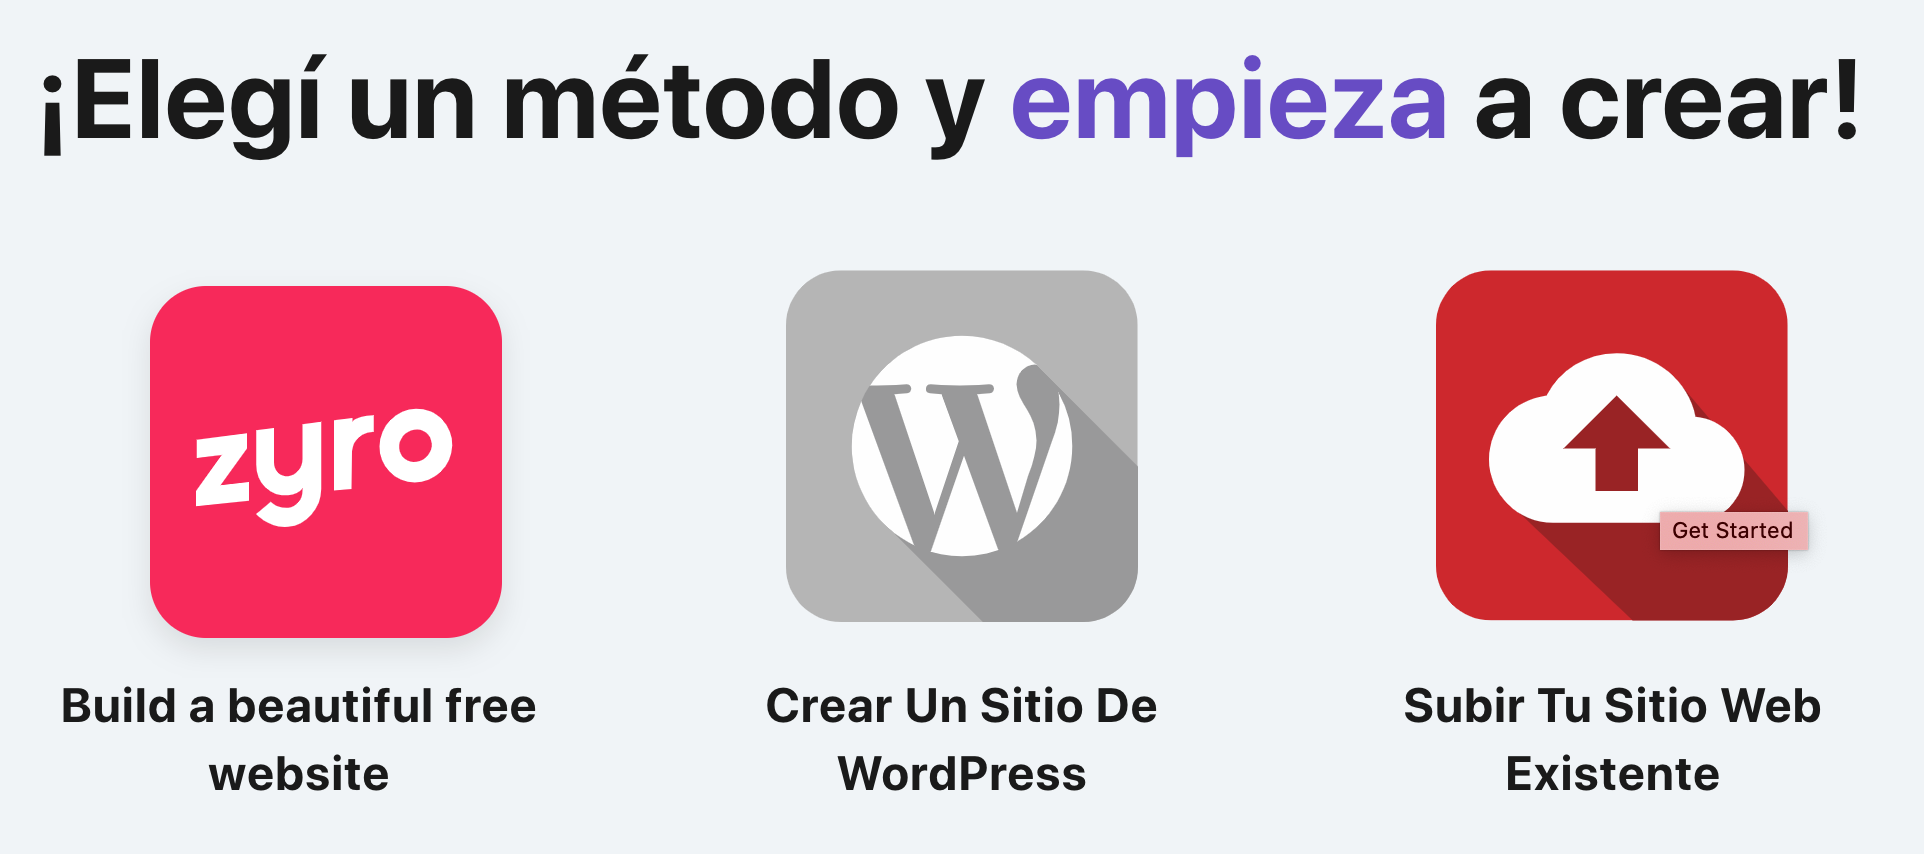 ¡Elegí un método y empieza a crear!
zyro
W
Get Started
Build a beautiful free
website
Crear Un Sitio De
WordPress
Subir Tu Sitio Web
Existente